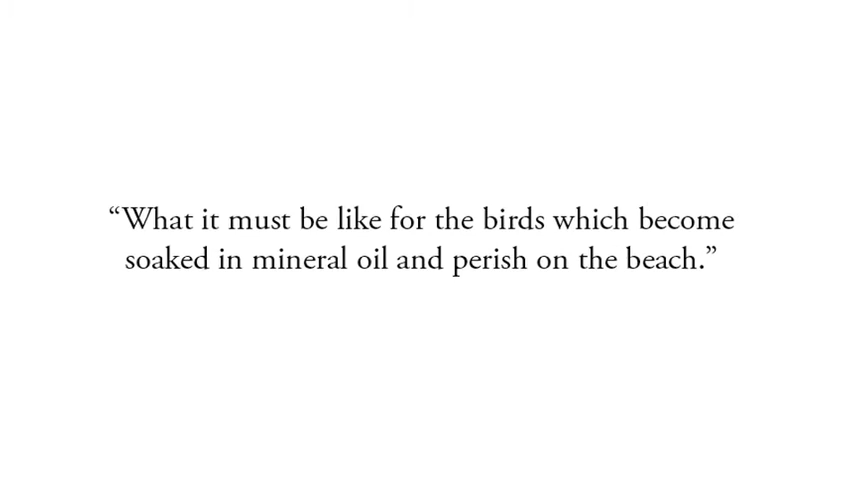 “What it must be like for the birds which become
soaked in mineral oil and perish on the beach.”